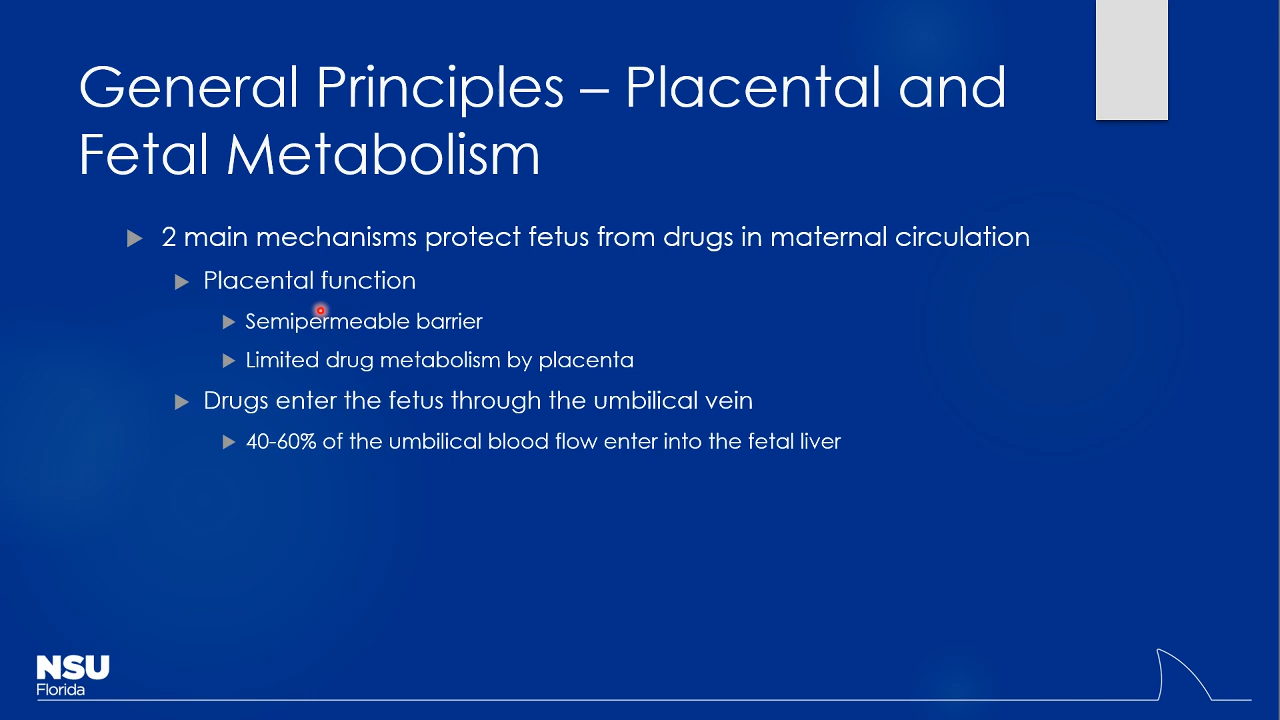 General Principles – Placental and
Fetal Metabolism
2 main mechanisms protect fetus from drugs in maternal circulation
Placental function
Semipermeable barrier
Limited drug metabolism by placenta
Drugs enter the fetus through the umbilical vein
40-60% of the umbilical blood flow enter into the fetal liver
NSU
Florida